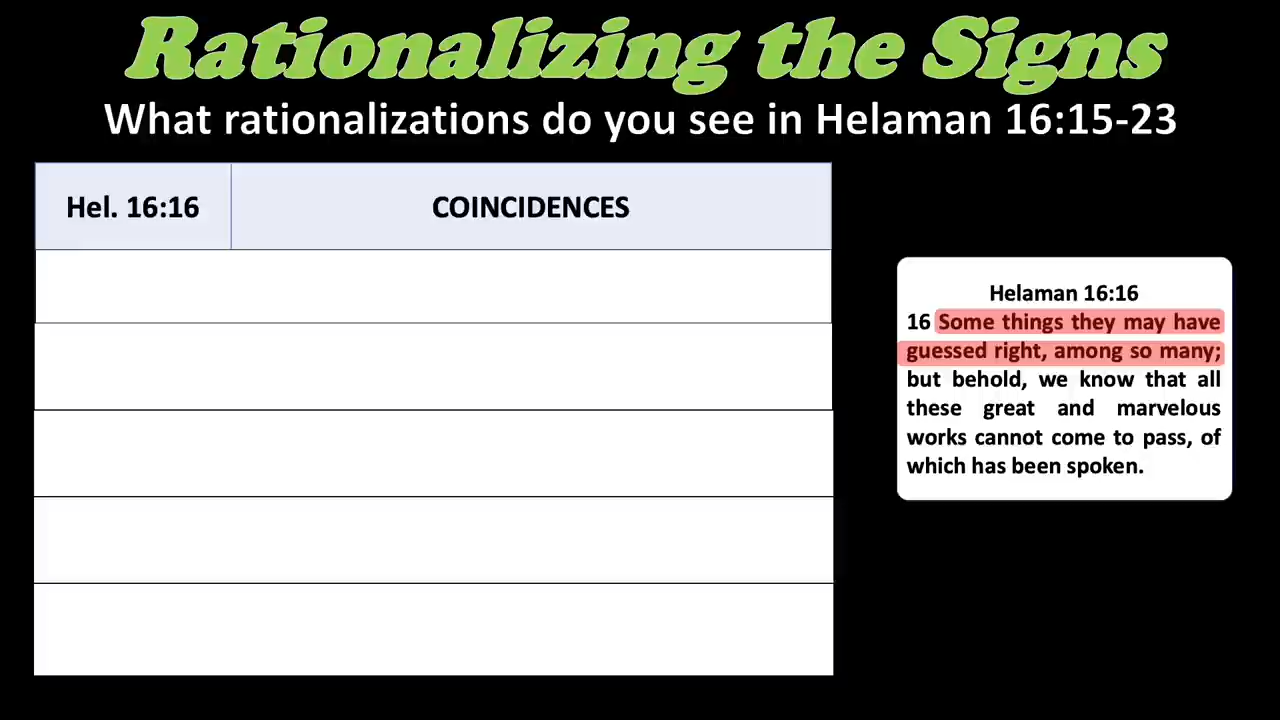 Rationalizing the Signs
What rationalizations do you see in Helaman 16:15-23
Hel. 16:16
COINCIDENCES
Helaman 16:16
16 Some things they may have
guessed right, among so many;
but behold, we know that all
these great and marvelous
works cannot come to pass, of
which has been spoken.